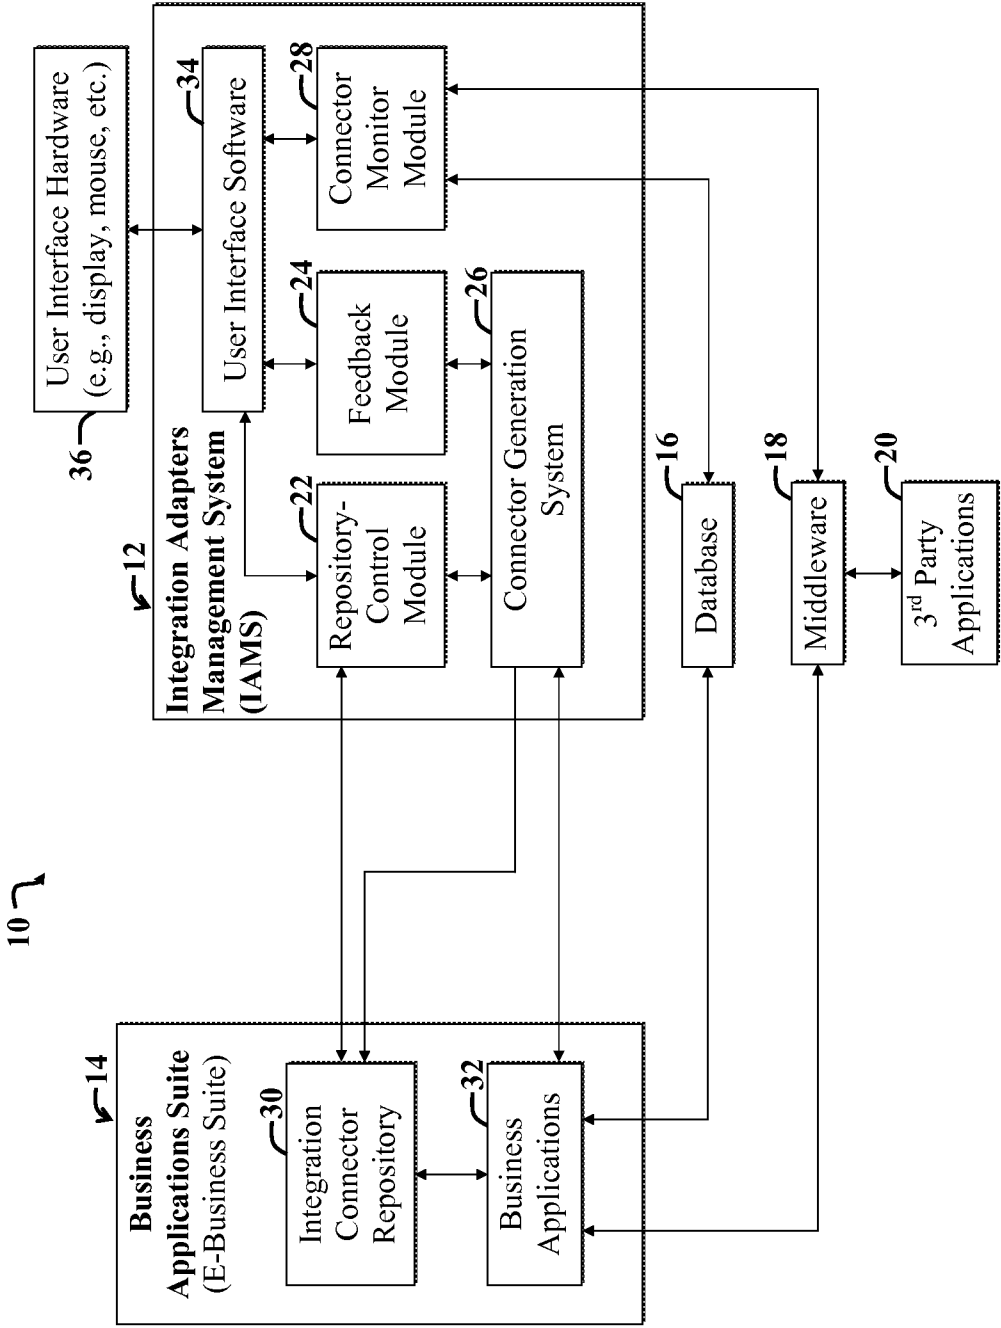 10
14
Business
Applications Suite
(E-Business Suite)
30
Integration
Connector
Repository
32
Business
Applications
12
Integration Adapters
Management System
(IAMS)
36
User Interface Hardware
(e.g., display, mouse, etc.)
34
User Interface Software
22
Repository-
Control
Module
24
Feedback
Module
28
Connector
Monitor
Module
26
Connector Generation
System
16
Database
18
Middleware
20
3rd Party
Applications